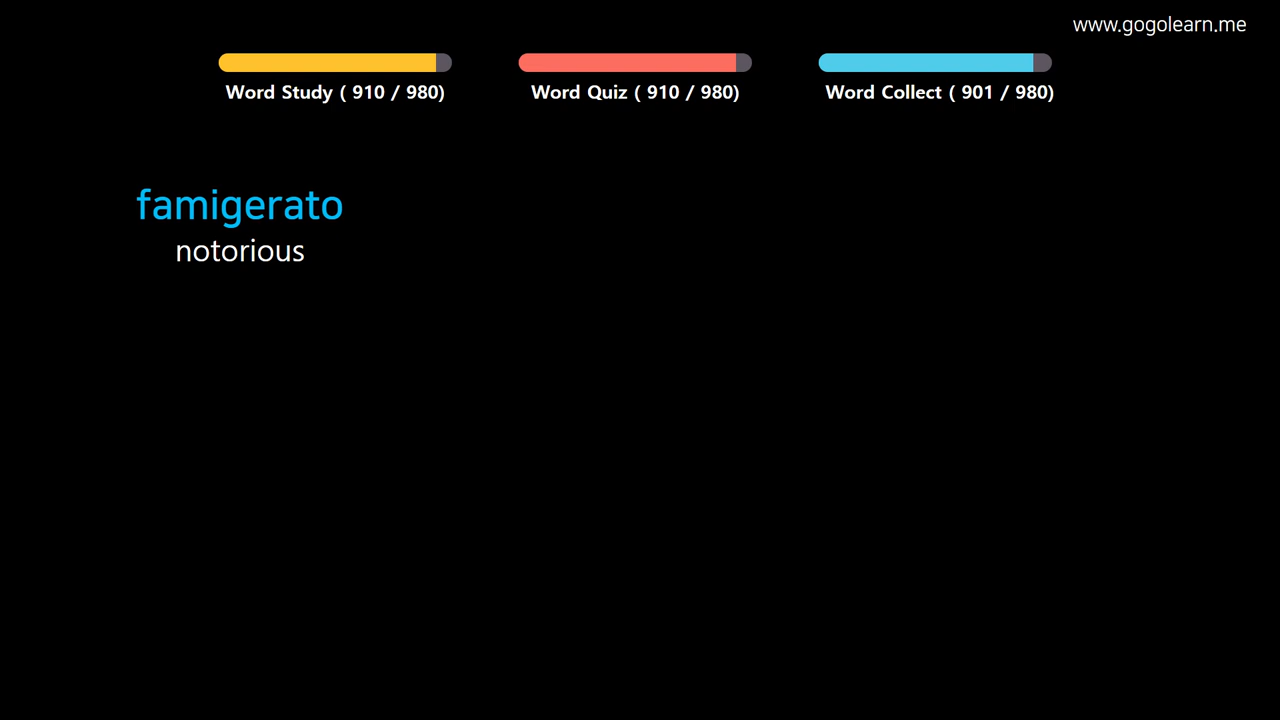 www.gogolearn.me
Word Study ( 910 / 980)
Word Quiz ( 910 / 980)
Word Collect ( 901 / 980)
famigerato
notorious